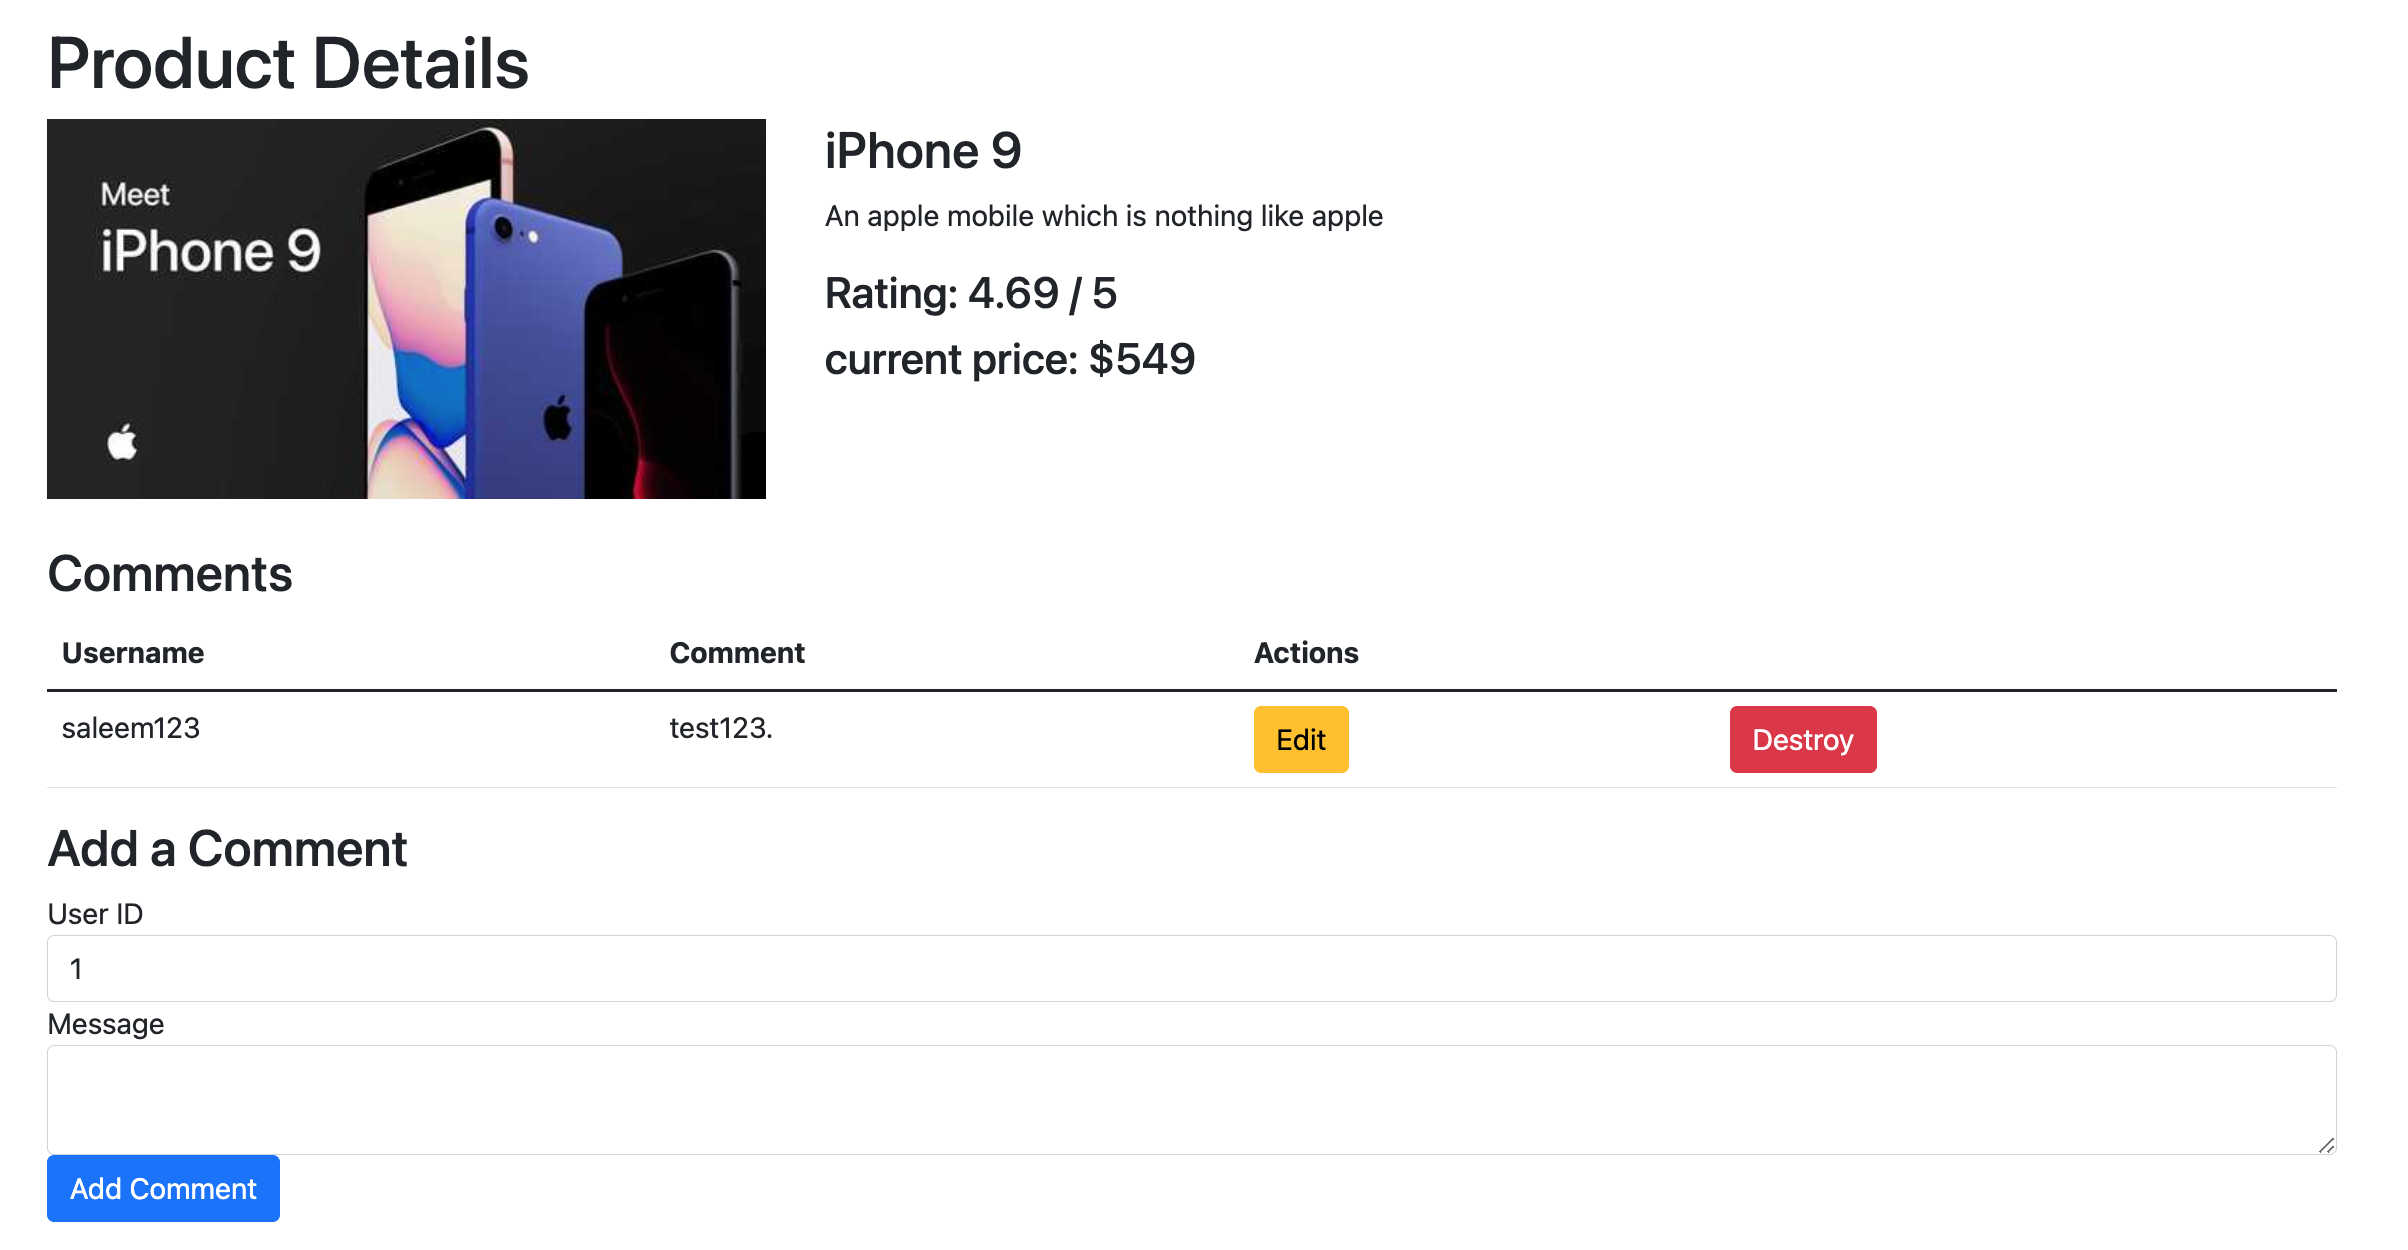 Product Details
Meet
iPhone 9
iPhone 9
An apple mobile which is nothing like apple
Rating: 4.69 / 5
current price: $549
Comments
Username Comment Actions
saleem123 test123. Edit Destroy
Add a Comment
User ID
1
Message
Add Comment